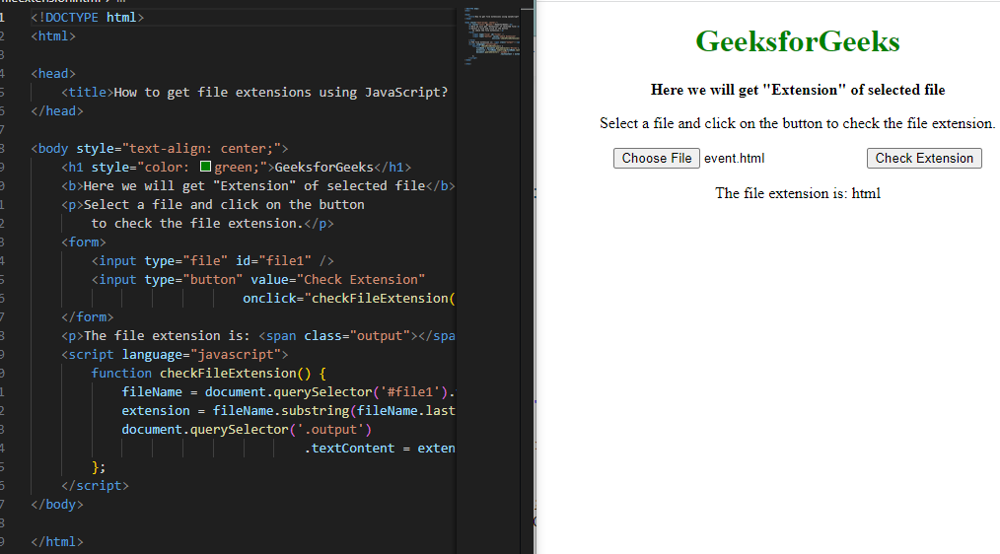 <!DOCTYPE html>
<html>
<head>
<title>How to get file extensions using JavaScript?
</head>
<body style="text-align: center;">
<h1 style="color: green;">GeeksforGeeks</h1>
<b>Here we will get "Extension" of selected file</b>
<p>Select a file and click on the button
to check the file extension.</p>
<form>
<input type="file" id="file1" />
<input type="button" value="Check Extension"
onclick="checkFileExtension(
</form>
<p>The file extension is: <span class="output"></spa
<script language="javascript">
function checkFileExtension() {
fileName = document.querySelector('#file1').
extension = fileName.substring(fileName.last
document.querySelector('.output')
.textContent = exten
};
</script>
</body>
</html>
GeeksforGeeks
Here we will get "Extension" of selected file
Select a file and click on the button to check the file extension.
Choose File event.html Check Extension
The file extension is: html